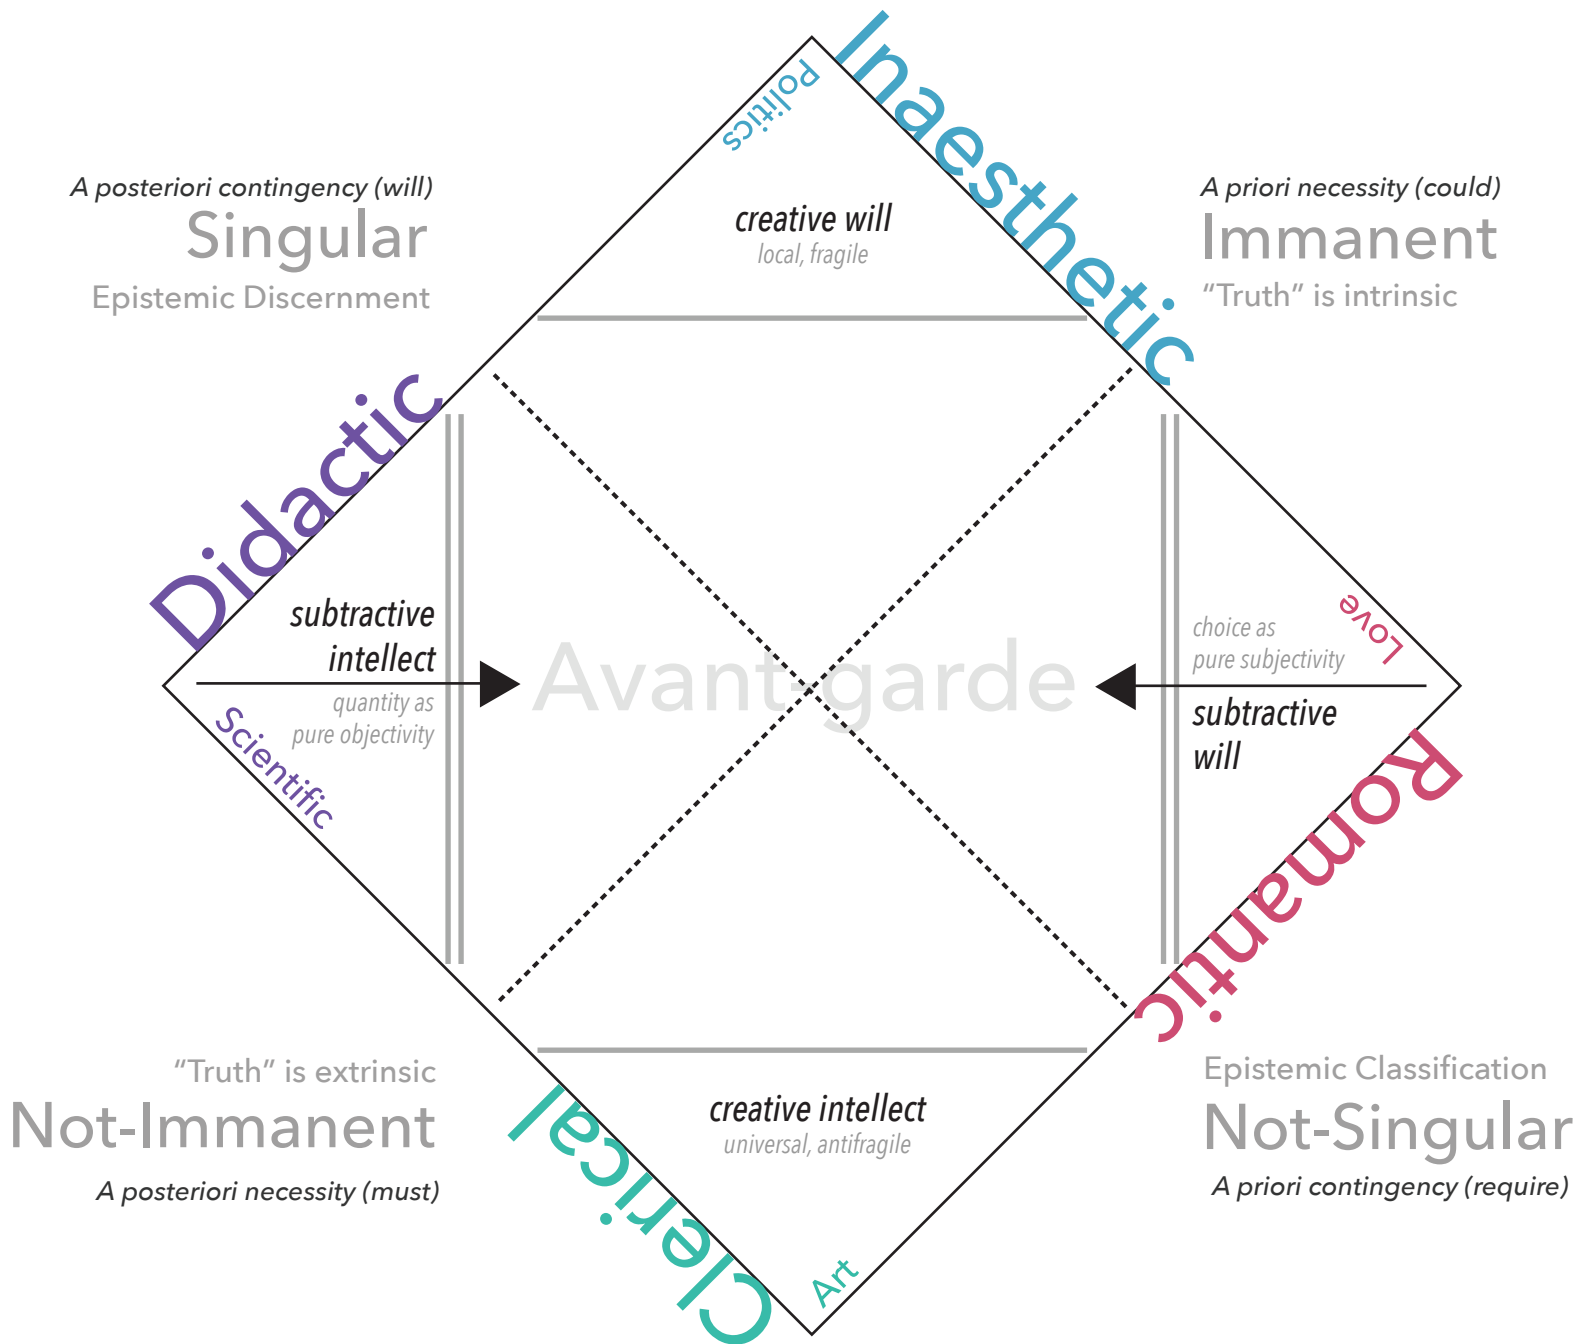 Inaesthetic
Politics
A posteriori contingency (will)
Singular
Epistemic Discernment
A priori necessity (could)
Immanent
“Truth” is intrinsic
creative will
local, fragile
Didactic
subtractive
intellect
quantity as
pure objectivity
Scientific
Avant-garde
Love
choice as
pure subjectivity
subtractive
will
Romantic
“Truth” is extrinsic
Not-Immanent
A posteriori necessity (must)
Clerical
creative intellect
universal, antifragile
Art
Epistemic Classification
Not-Singular
A priori contingency (require)